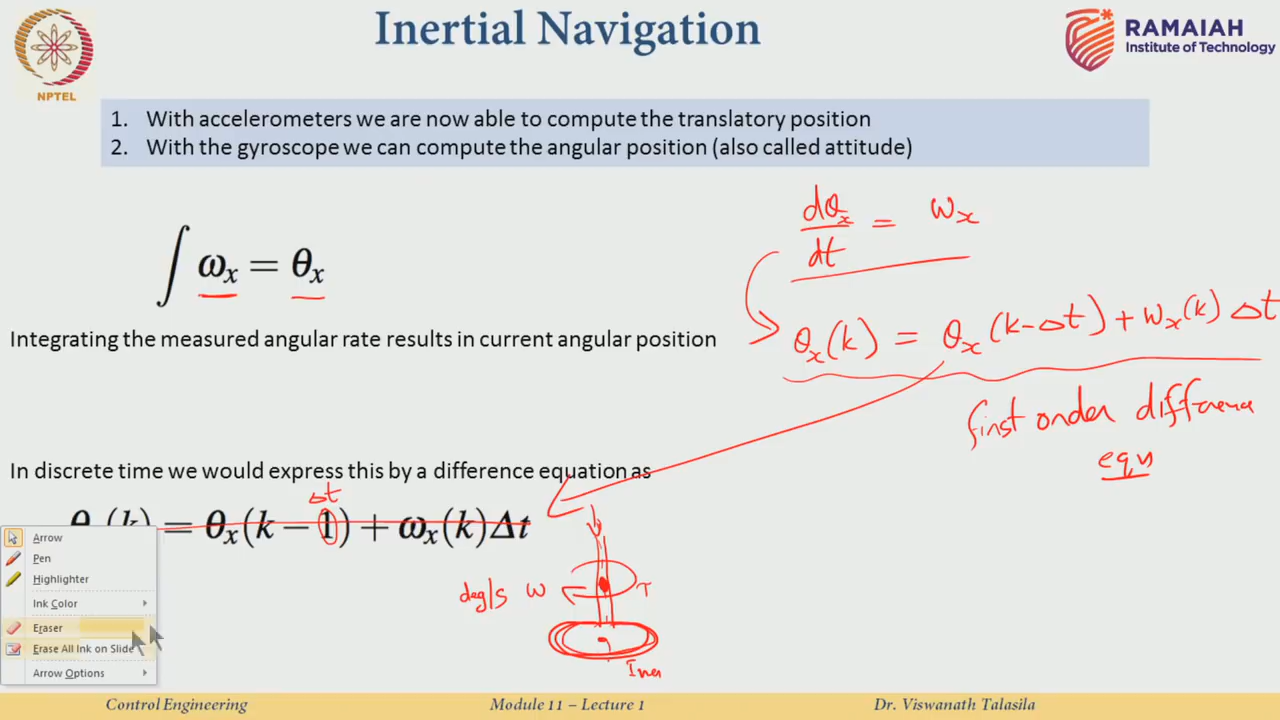 Inertial Navigation
NPTEL
RAMAIAH
Institute of Technology
1. With accelerometers we are now able to compute the translatory position
2. With the gyroscope we can compute the angular position (also called attitude)
dθx/dt = ωx
∫ ωx = θx
θx(k) = θx(k-Δt) + ωx(k) Δt
Integrating the measured angular rate results in current angular position
first order difference
eqn
In discrete time we would express this by a difference equation as
Δt
θx(k) = θx(k − 1) + ωx(k)Δt
Arrow
Pen
Highlighter
Ink Color
Eraser
Erase All Ink on Slide
Arrow Options
deg/s ω τ
Control Engineering
Module 11 – Lecture 1
Dr. Viswanath Talasila